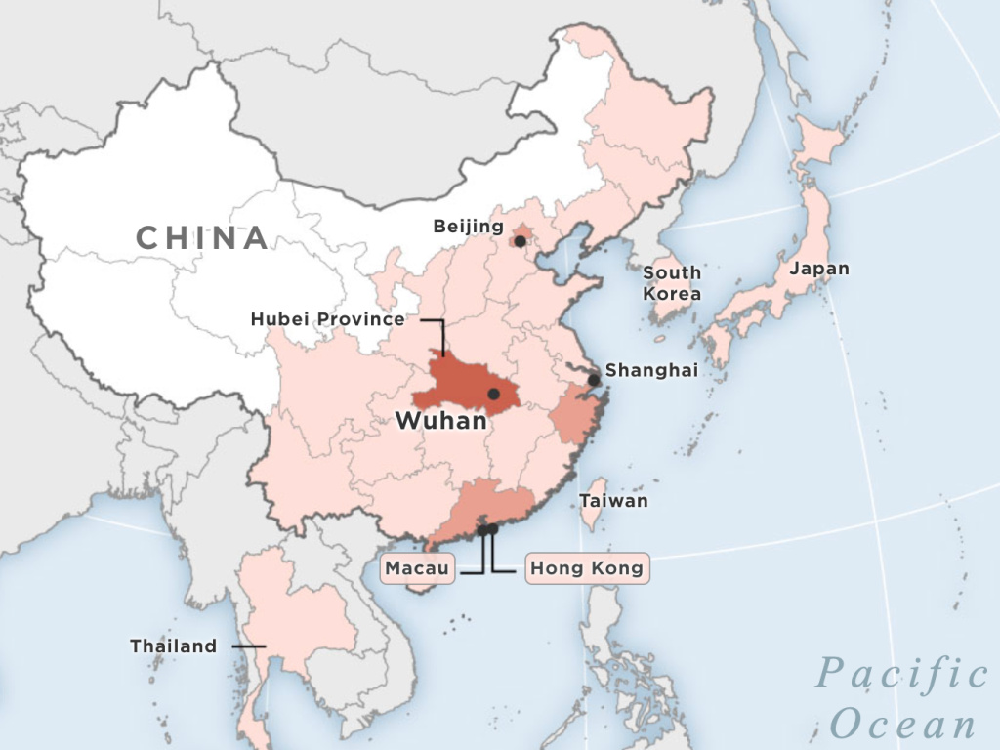 Beijing
CHINA
South
Korea
Japan
Hubei Province
Shanghai
Wuhan
Taiwan
Macau
Hong Kong
Thailand
Pacific
Ocean